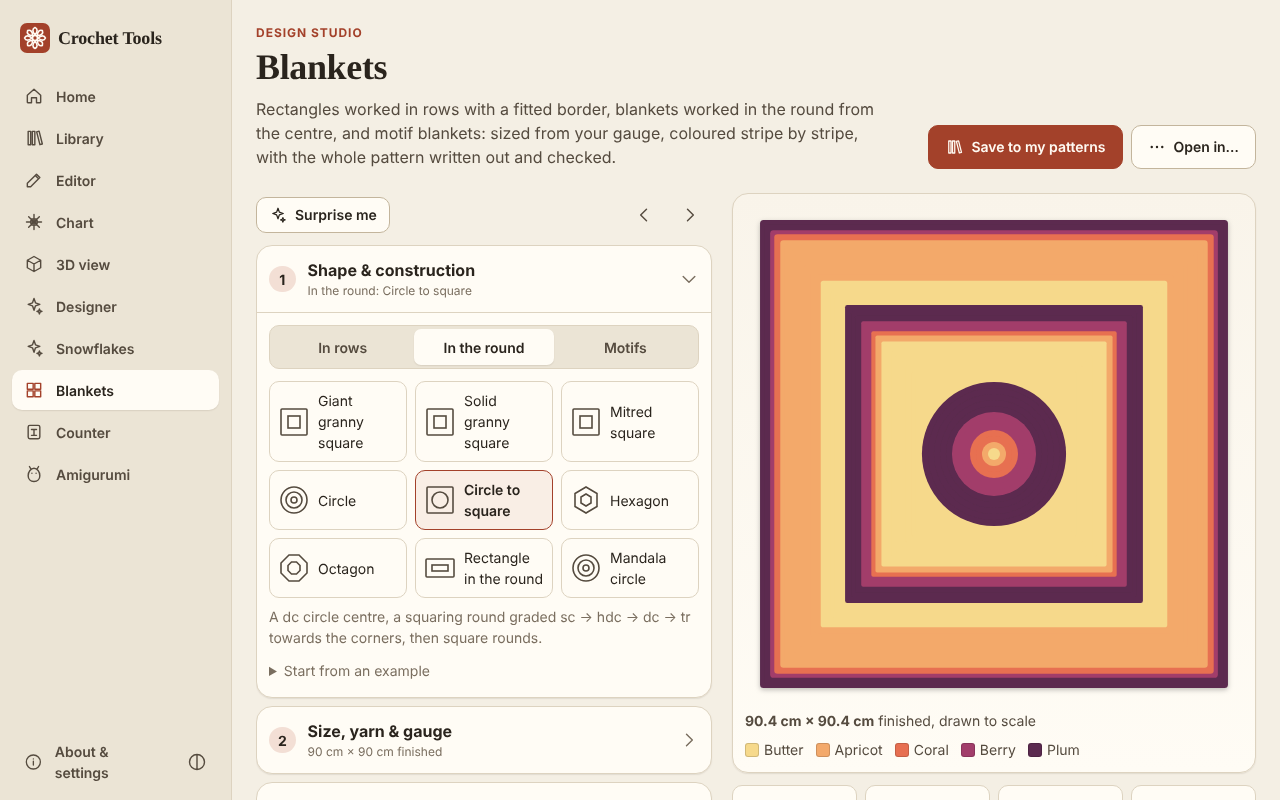 Crochet Tools
Home
Library
Editor
Chart
3D view
Designer
Snowflakes
Blankets
Counter
Amigurumi
About &
settings
DESIGN STUDIO
Blankets
Rectangles worked in rows with a fitted border, blankets worked in the round from
the centre, and motif blankets: sized from your gauge, coloured stripe by stripe,
with the whole pattern written out and checked.
Save to my patterns
Open in...
Surprise me
1
Shape & construction
In the round: Circle to square
In rows
In the round
Motifs
Giant
granny
square
Solid
granny
square
Mitred
square
Circle
Circle to
square
Hexagon
Octagon
Rectangle
in the round
Mandala
circle
A dc circle centre, a squaring round graded sc → hdc → dc → tr
towards the corners, then square rounds.
Start from an example
2
Size, yarn & gauge
90 cm × 90 cm finished
90.4 cm × 90.4 cm finished, drawn to scale
Butter
Apricot
Coral
Berry
Plum